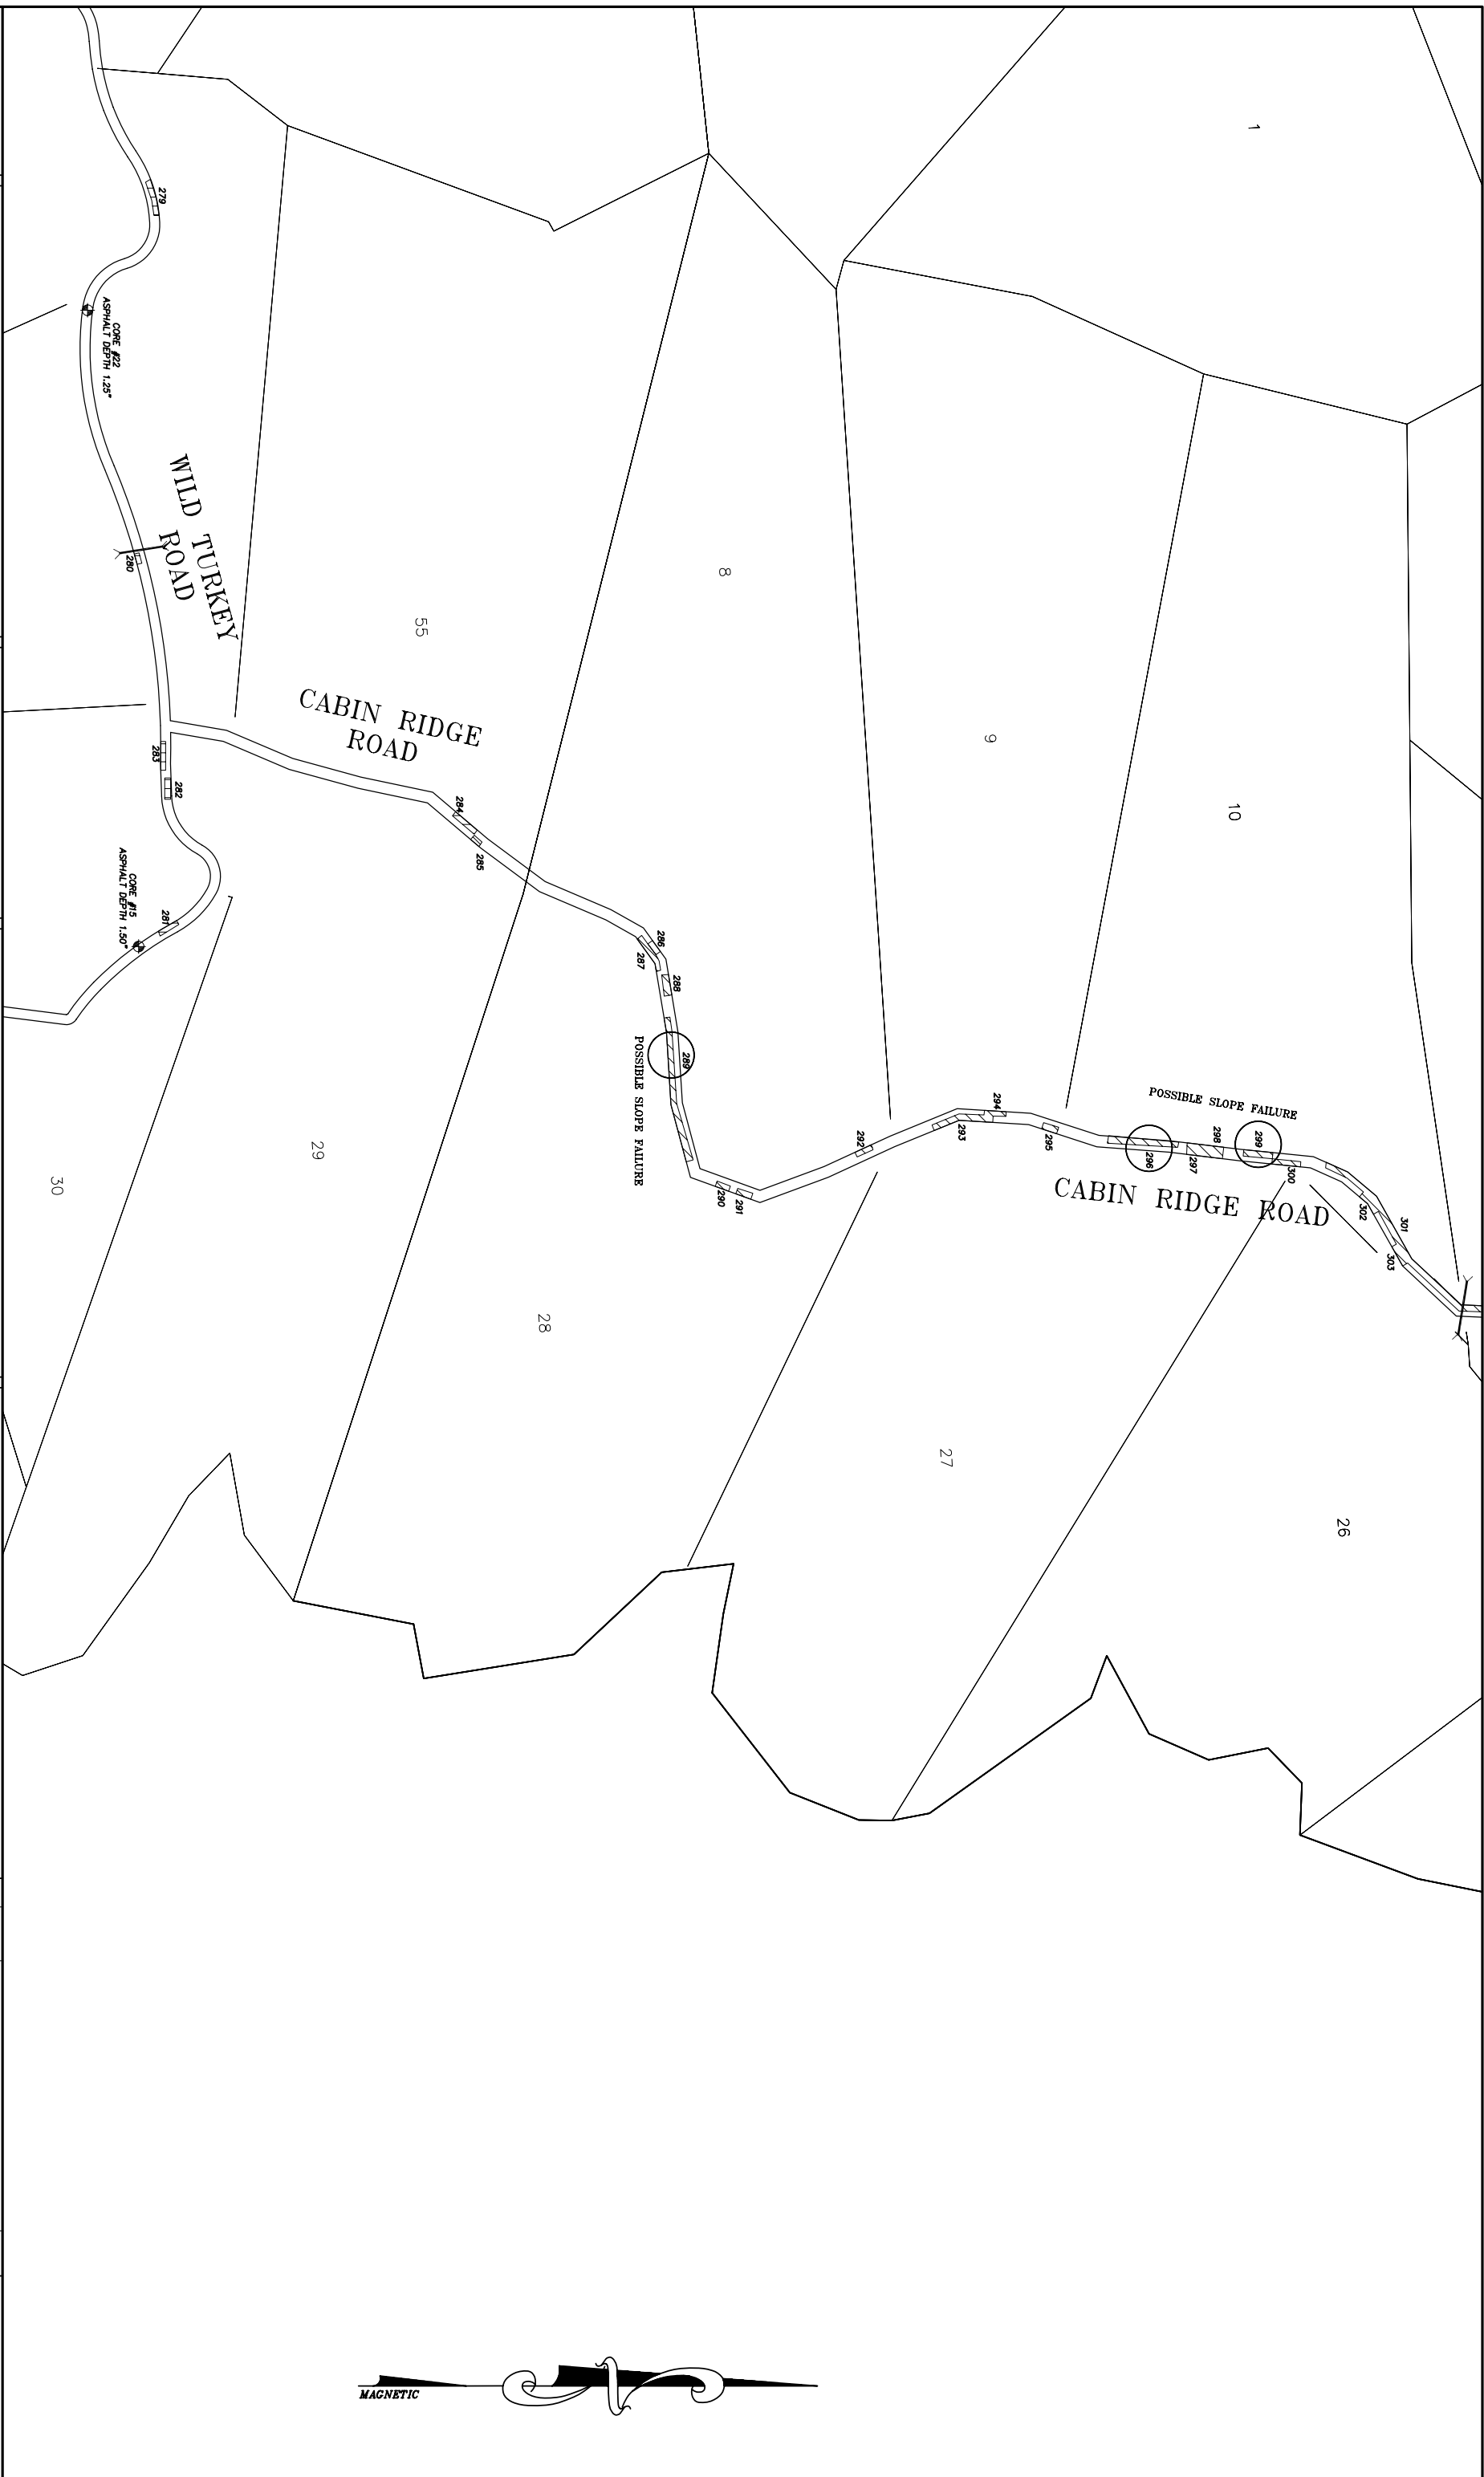 1
279
CORE #22
ASPHALT DEPTH 1.25"
WILD TURKEY
ROAD
280
8
55
CABIN RIDGE
ROAD
9
10
283
282
284
285
CORE #15
ASPHALT DEPTH 1.50"
281
286
287
288
289
POSSIBLE SLOPE FAILURE
290
291
292
293
294
295
POSSIBLE SLOPE FAILURE
296
297
298
299
300
CABIN RIDGE ROAD
301
302
303
29
30
28
27
26
MAGNETIC